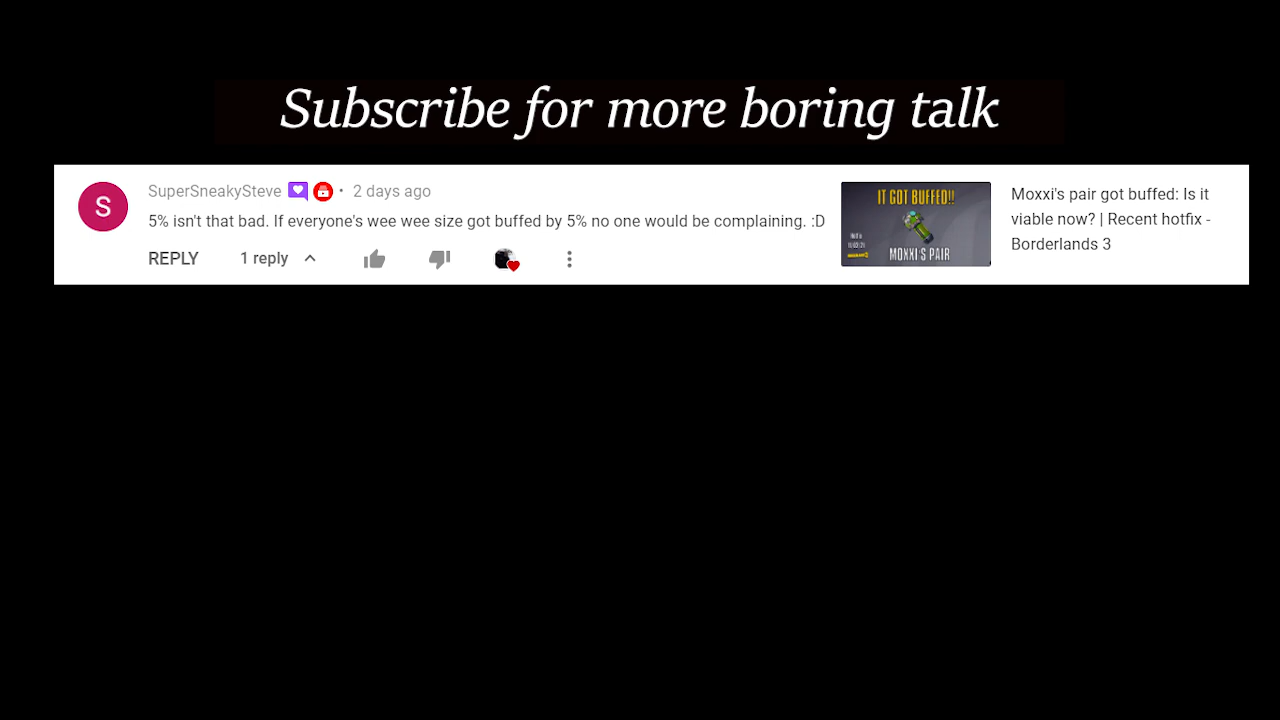 Subscribe for more boring talk
S
SuperSneakySteve • 2 days ago
5% isn't that bad. If everyone's wee wee size got buffed by 5% no one would be complaining. :D
REPLY 1 reply
IT GOT BUFFED!!
MOXXI'S PAIR
Moxxi's pair got buffed: Is it
viable now? | Recent hotfix -
Borderlands 3